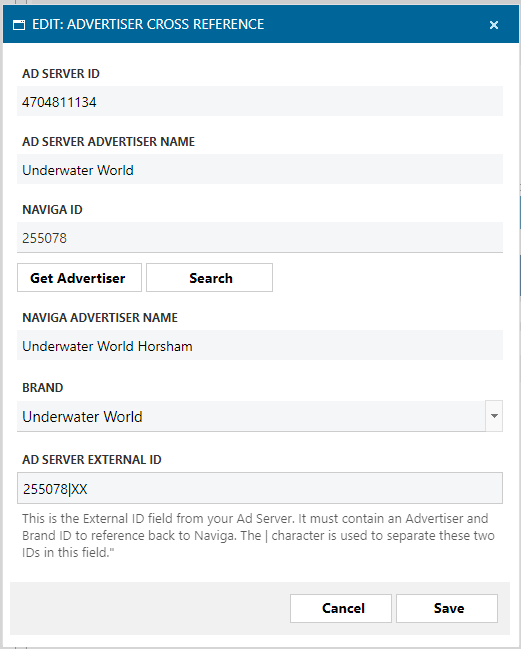 EDIT: ADVERTISER CROSS REFERENCE
AD SERVER ID
4704811134
AD SERVER ADVERTISER NAME
Underwater World
NAVIGA ID
255078
Get Advertiser Search
NAVIGA ADVERTISER NAME
Underwater World Horsham
BRAND
Underwater World
AD SERVER EXTERNAL ID
255078|XX
This is the External ID field from your Ad Server. It must contain an Advertiser and
Brand ID to reference back to Naviga. The | character is used to separate these two
IDs in this field."
Cancel Save